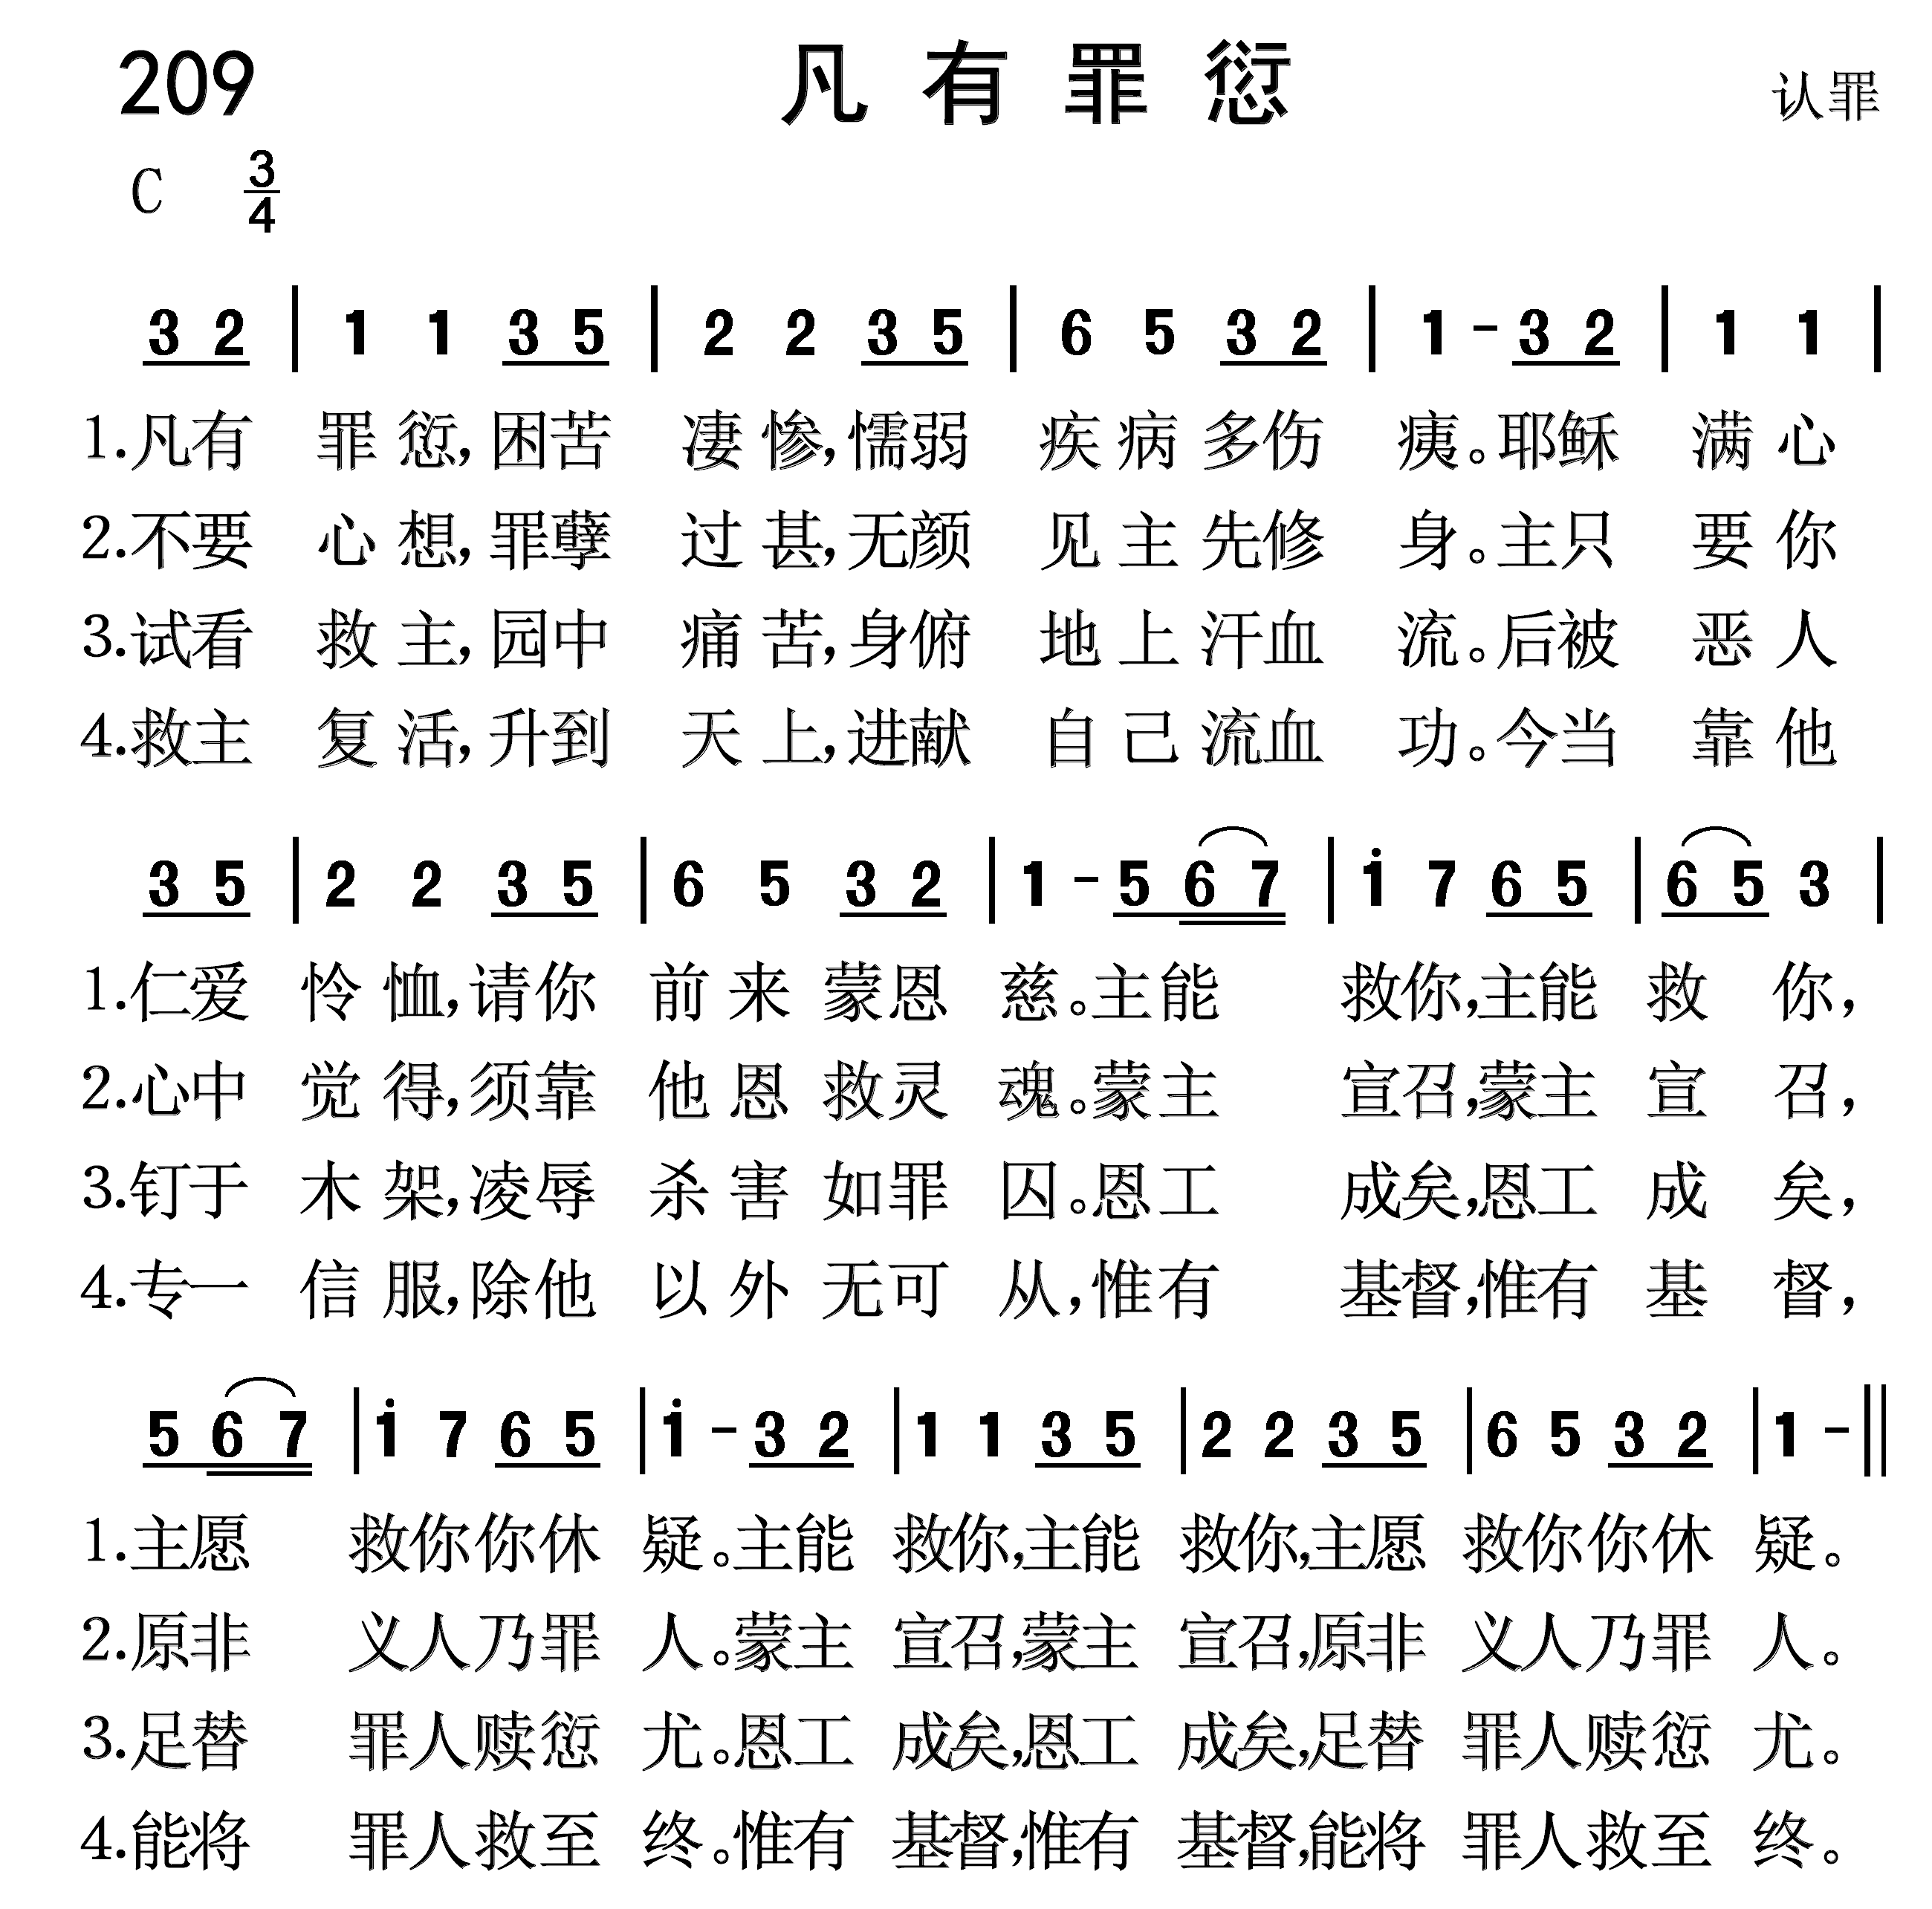 209 凡有罪愆 认罪
C 3/4
3 2 | 1 1 3 5 | 2 2 3 5 | 6 5 3 2 | 1 - 3 2 | 1 1 |
1.凡有 罪愆,困苦 凄惨,懦弱 疾病多伤 痍。耶稣 满心
2.不要 心想,罪孽 过甚,无颜 见主先修 身。主只 要你
3.试看 救主,园中 痛苦,身俯 地上汗血 流。后被 恶人
4.救主 复活,升到 天上,进献 自己流血 功。今当 靠他
3 5 | 2 2 3 5 | 6 5 3 2 | 1 - 5 6 7 | i 7 6 5 | 6 5 3 |
1.仁爱 怜恤,请你 前来蒙恩 慈。主能 救你,主能 救 你,
2.心中 觉得,须靠 他恩救灵 魂。蒙主 宣召,蒙主 宣 召,
3.钉于 木架,凌辱 杀害如罪 囚。恩工 成矣,恩工 成 矣,
4.专一 信服,除他 以外无可 从,惟有 基督,惟有 基 督,
5 6 7 | i 7 6 5 | i - 3 2 | 1 1 3 5 | 2 2 3 5 | 6 5 3 2 | 1 - ‖
1.主愿 救你你休 疑。主能 救你,主能 救你,主愿 救你你休 疑。
2.原非 义人乃罪 人。蒙主 宣召,蒙主 宣召,原非 义人乃罪 人。
3.足替 罪人赎愆 尤。恩工 成矣,恩工 成矣,足替 罪人赎愆 尤。
4.能将 罪人救至 终。惟有 基督,惟有 基督,能将 罪人救至 终。